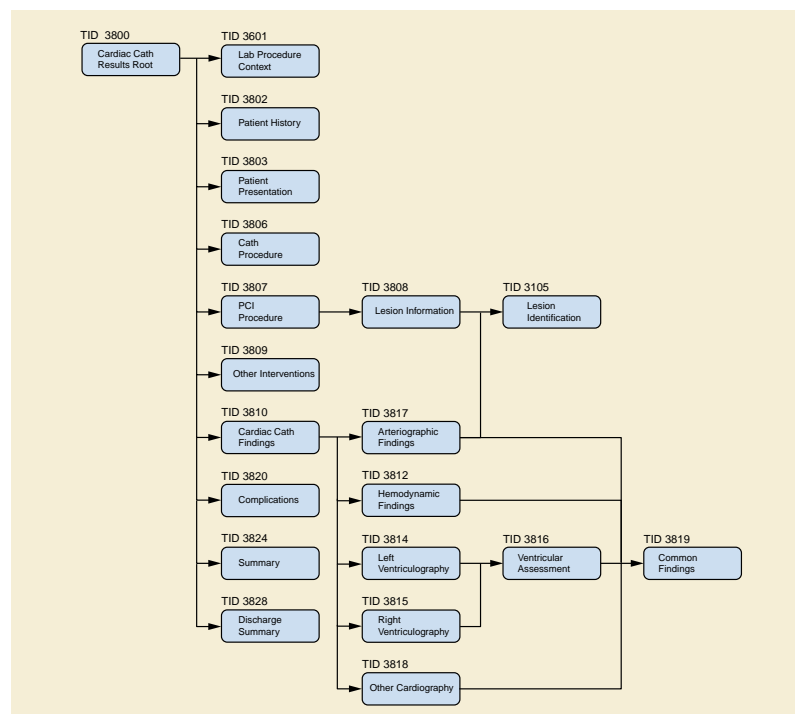 TID 3800
Cardiac Cath
Results Root
TID 3601
Lab Procedure
Context
TID 3802
Patient History
TID 3803
Patient
Presentation
TID 3806
Cath
Procedure
TID 3807
PCI
Procedure
TID 3808
Lesion Information
TID 3105
Lesion
Identification
TID 3809
Other Interventions
TID 3810
Cardiac Cath
Findings
TID 3817
Arteriographic
Findings
TID 3820
Complications
TID 3812
Hemodynamic
Findings
TID 3824
Summary
TID 3814
Left
Ventriculography
TID 3816
Ventricular
Assessment
TID 3819
Common
Findings
TID 3828
Discharge
Summary
TID 3815
Right
Ventriculography
TID 3818
Other Cardiography